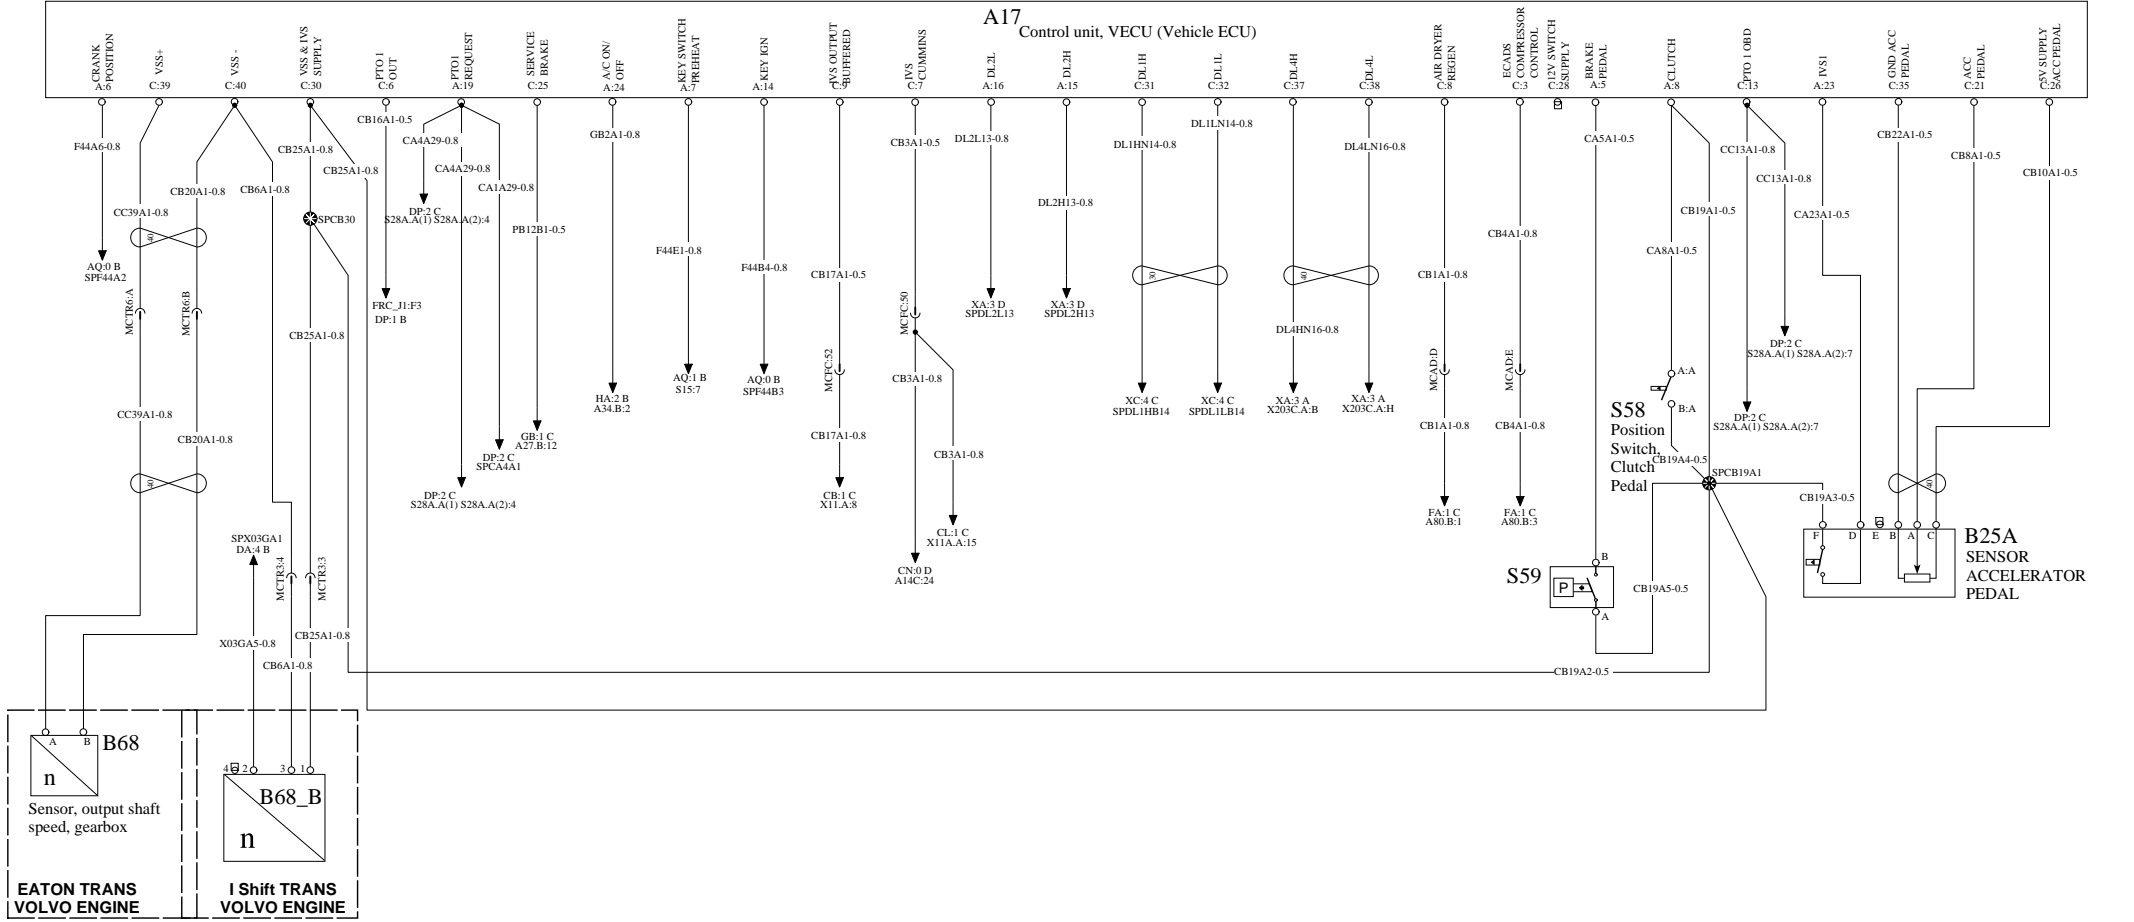 A17
Control unit, VECU (Vehicle ECU)
CRANK
POSITION
A:6
VSS+
C:39
VSS -
C:40
VSS & IVS
SUPPLY
C:30
PTO 1
OUT
C:6
PTO1
REQUEST
A:19
SERVICE
BRAKE
C:25
A/C ON/
OFF
A:24
KEY SWITCH
PREHEAT
A:7
KEY IGN
A:14
IVS OUTPUT
BUFFERED
C:9
IVS
CUMMINS
C:7
DL2L
A:16
DL2H
A:15
DL1H
C:31
DL1L
C:32
DL4H
C:37
DL4L
C:38
AIR DRYER
REGEN
C:8
ECADS
COMPRESSOR
CONTROL
C:3
12V SWITCH
SUPPLY
C:28
BRAKE
PEDAL
A:5
CLUTCH
A:8
PTO 1 OBD
C:13
IVS1
A:23
GND ACC
PEDAL
C:35
ACC
PEDAL
C:21
5V SUPPLY
ACC PEDAL
C:26
F44A6-0.8
AQ:0 B
SPF44A2
CC39A1-0.8
40
MCTR6:A
CC39A1-0.8
40
CB20A1-0.8
MCTR6:B
CB20A1-0.8
CB6A1-0.8
MCTR3:4
CB6A1-0.8
CB25A1-0.8
CB25A1-0.8
SPCB30
CB25A1-0.8
MCTR3:3
CB25A1-0.8
SPX03GA1
DA:4 B
X03GA5-0.8
CB16A1-0.5
FRC_J1:F3
DP:1 B
CA4A29-0.8
DP:2 C
S28A.A(1) S28A.A(2):4
CA4A29-0.8
DP:2 C
S28A.A(1) S28A.A(2):4
CA1A29-0.8
DP:2 C
SPCA4A1
PB12B1-0.5
GB:1 C
A27.B:12
GB2A1-0.8
HA:2 B
A34.B:2
F44E1-0.8
AQ:1 B
S15:7
F44B4-0.8
AQ:0 B
SPF44B3
CB17A1-0.5
MCFC:52
CB17A1-0.8
CB:1 C
X11.A:8
CB3A1-0.5
MCFC:50
CB3A1-0.8
CB3A1-0.8
CL:1 C
X11A.A:15
CN:0 D
A14C:24
DL2L13-0.8
XA:3 D
SPDL2L13
DL2H13-0.8
XA:3 D
SPDL2H13
DL1HN14-0.8
30
XC:4 C
SPDL1HB14
DL1LN14-0.8
XC:4 C
SPDL1LB14
40
DL4HN16-0.8
XA:3 A
X203C.A:B
DL4LN16-0.8
XA:3 A
X203C.A:H
CB1A1-0.8
MCAD:D
CB1A1-0.8
FA:1 C
A80.B:1
CB4A1-0.8
MCAD:E
CB4A1-0.8
FA:1 C
A80.B:3
CA5A1-0.5
CA8A1-0.5
CB19A1-0.5
A:A
B:A
S58
Position
Switch,
Clutch
Pedal
CB19A4-0.5
SPCB19A1
CC13A1-0.8
DP:2 C
S28A.A(1) S28A.A(2):7
CC13A1-0.8
DP:2 C
S28A.A(1) S28A.A(2):7
CA23A1-0.5
CB22A1-0.5
CB8A1-0.5
CB10A1-0.5
CB19A3-0.5
40
F
D
E
B
A
C
B25A
SENSOR
ACCELERATOR
PEDAL
S59
B
P
A
CB19A5-0.5
CB19A2-0.5
A
B
B68
n
Sensor, output shaft
speed, gearbox
EATON TRANS
VOLVO ENGINE
4
2
3
1
B68_B
n
I Shift TRANS
VOLVO ENGINE